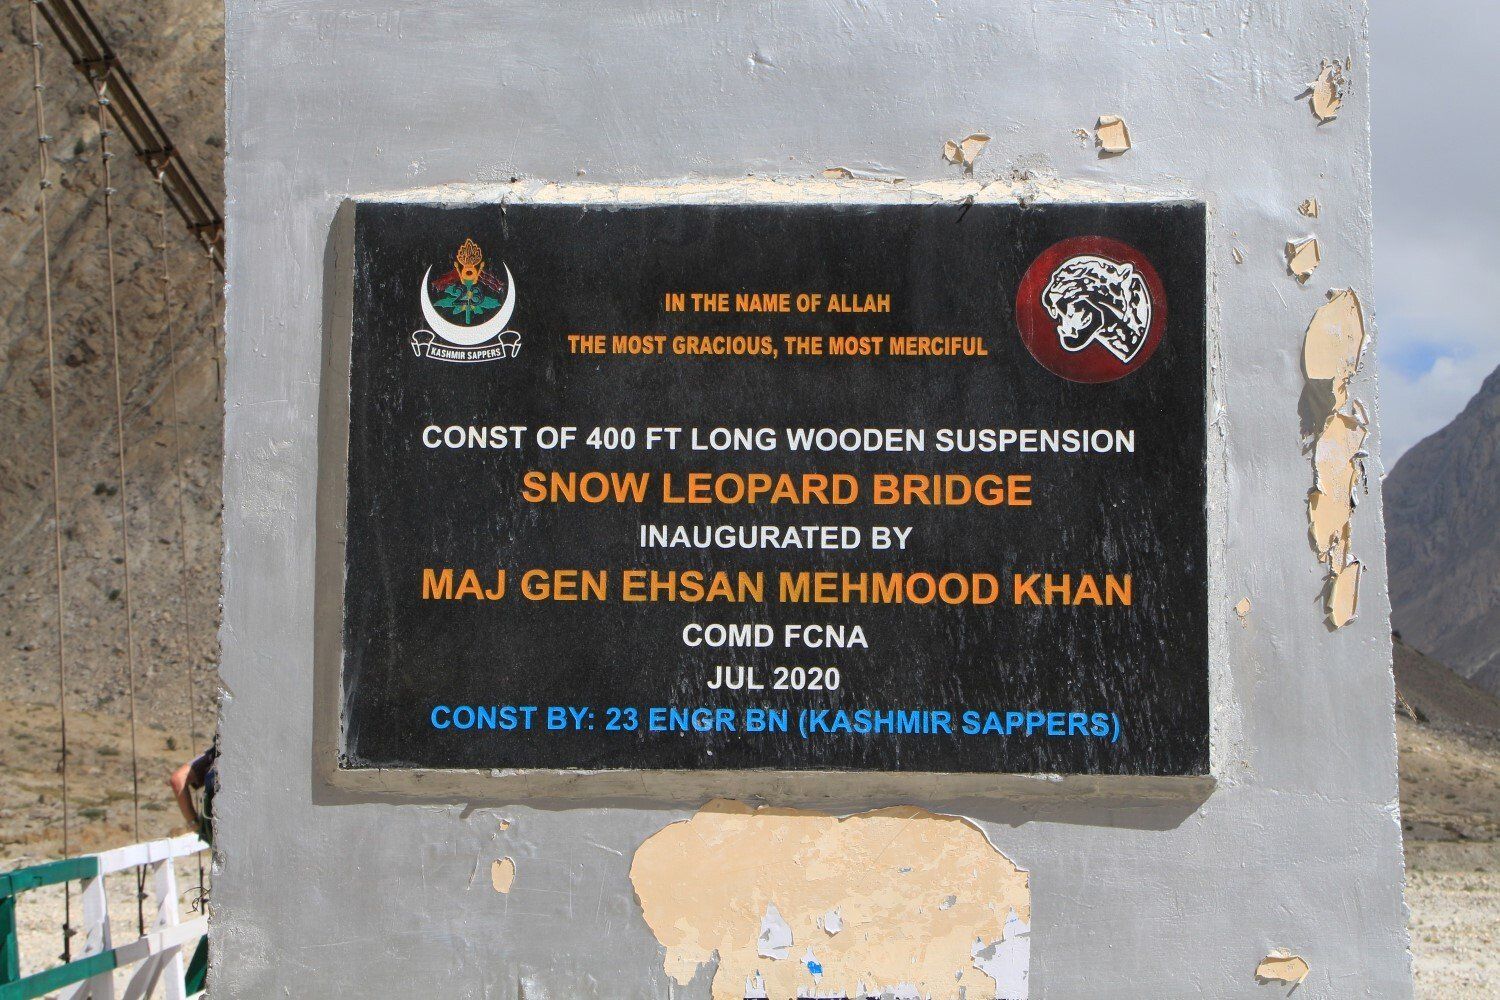 23
KASHMIR SAPPERS
IN THE NAME OF ALLAH
THE MOST GRACIOUS, THE MOST MERCIFUL
CONST OF 400 FT LONG WOODEN SUSPENSION
SNOW LEOPARD BRIDGE
INAUGURATED BY
MAJ GEN EHSAN MEHMOOD KHAN
COMD FCNA
JUL 2020
CONST BY: 23 ENGR BN (KASHMIR SAPPERS)